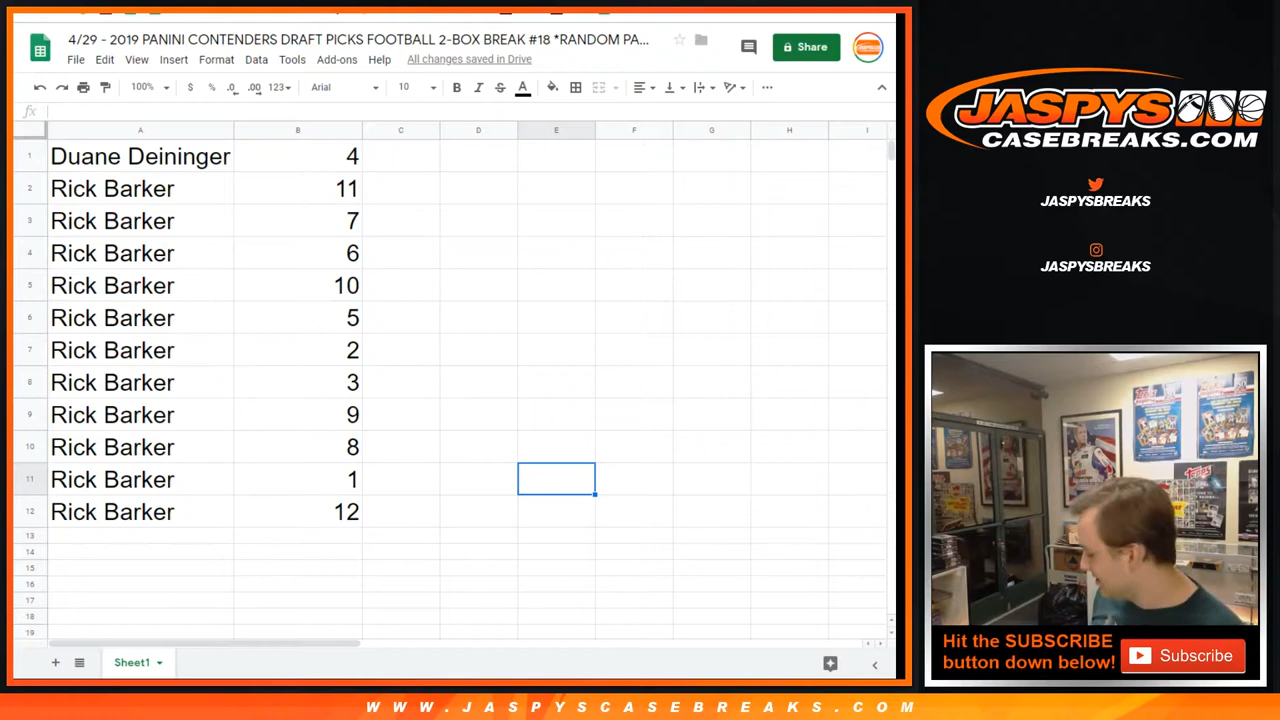 4/29 - 2019 PANINI CONTENDERS DRAFT PICKS FOOTBALL 2-BOX BREAK #18 *RANDOM PA...
Share
File Edit View Insert Format Data Tools Add-ons Help All changes saved in Drive
100% $ % .0 .00 123 Arial 10 B I S A
fx
A B C D E F G H I
1 Duane Deininger 4
2 Rick Barker 11
3 Rick Barker 7
4 Rick Barker 6
5 Rick Barker 10
6 Rick Barker 5
7 Rick Barker 2
8 Rick Barker 3
9 Rick Barker 9
10 Rick Barker 8
11 Rick Barker 1
12 Rick Barker 12
13
14
15
16
17
18
19
Sheet1
JASPYS
CASEBREAKS.COM
JASPYSBREAKS
JASPYSBREAKS
Topps
Hit the SUBSCRIBE
button down below!
Subscribe
WWW.JASPYSCASEBREAKS.COM